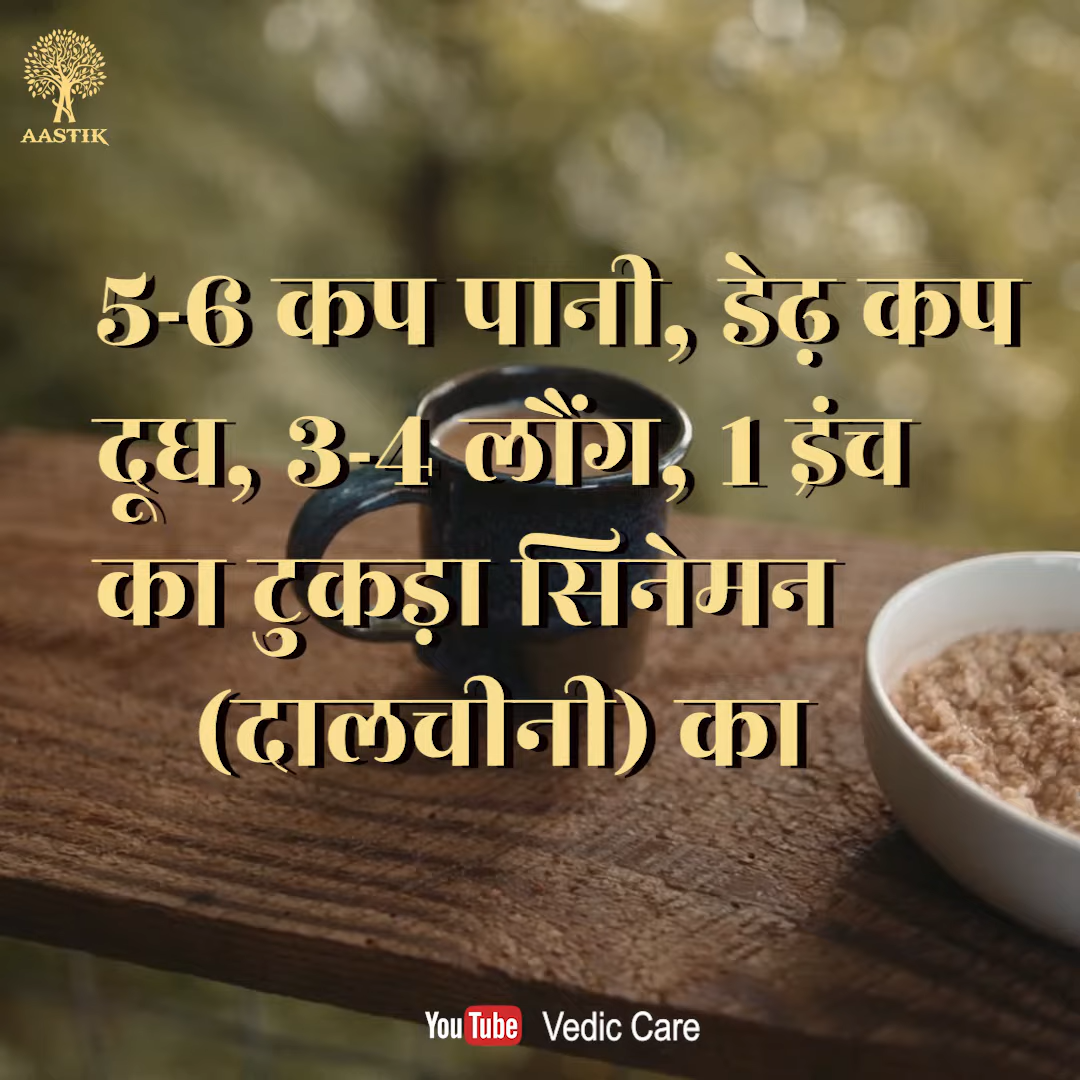 AASTIK
5-6 कप पानी, डेढ़ कप
दूध, 3-4 लौंग, 1 इंच
का टुकड़ा सिनेमन
(दालचीनी) का
YouTube Vedic Care